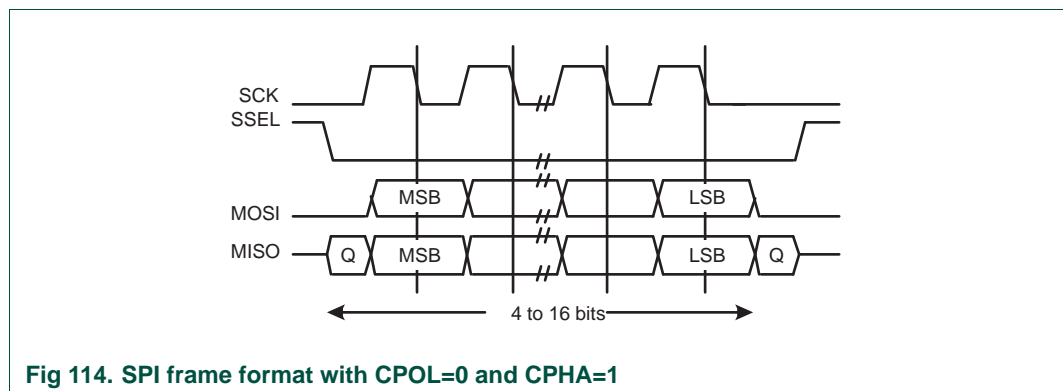 SCK
SSEL
MOSI
MSB
LSB
MISO
Q
MSB
LSB
Q
4 to 16 bits
Fig 114. SPI frame format with CPOL=0 and CPHA=1